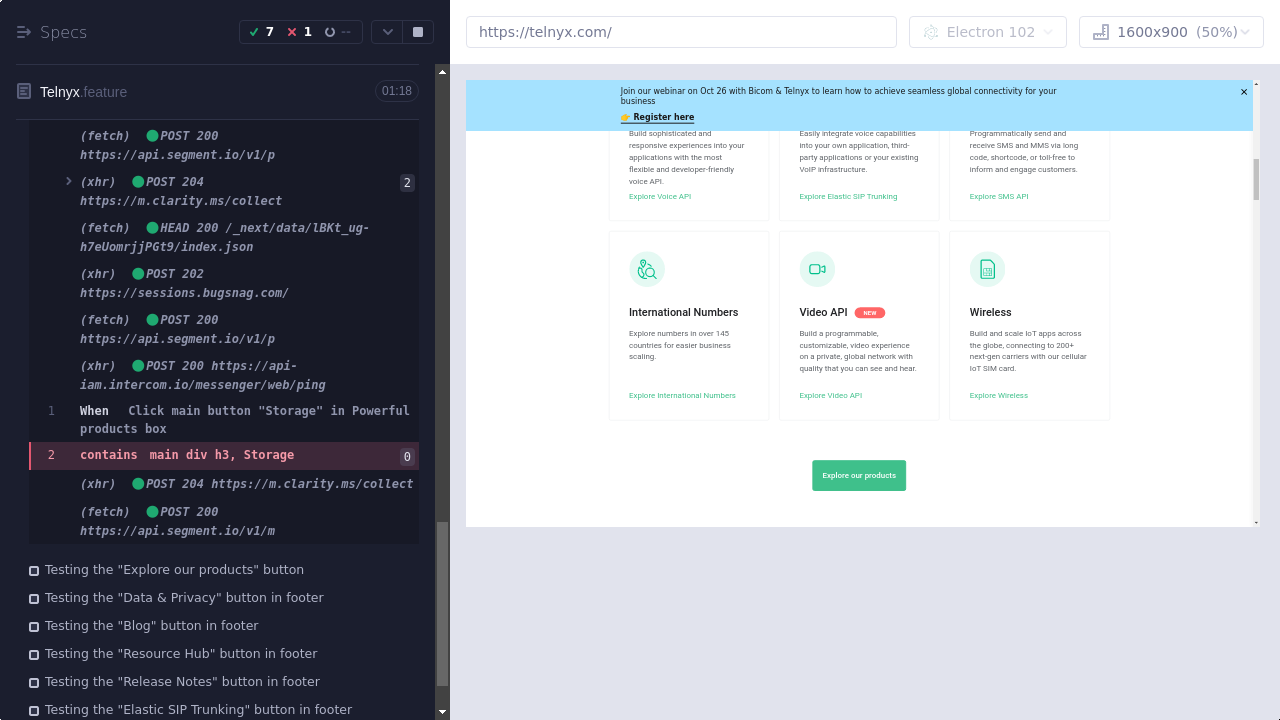 Specs
7
1
--
Telnyx.feature
01:18
(fetch) POST 200
https://api.segment.io/v1/p
(xhr) POST 204
https://m.clarity.ms/collect
2
(fetch) HEAD 200 /_next/data/lBKt_ug-
h7eUomrjjPGt9/index.json
(xhr) POST 202
https://sessions.bugsnag.com/
(fetch) POST 200
https://api.segment.io/v1/p
(xhr) POST 200 https://api-
iam.intercom.io/messenger/web/ping
1 When Click main button "Storage" in Powerful
products box
2 contains main div h3, Storage 0
(xhr) POST 204 https://m.clarity.ms/collect
(fetch) POST 200
https://api.segment.io/v1/m
Testing the "Explore our products" button
Testing the "Data & Privacy" button in footer
Testing the "Blog" button in footer
Testing the "Resource Hub" button in footer
Testing the "Release Notes" button in footer
Testing the "Elastic SIP Trunking" button in footer
https://telnyx.com/
Electron 102
1600x900 (50%)
Join our webinar on Oct 26 with Bicom & Telnyx to learn how to achieve seamless global connectivity for your
business
👉 Register here
Build sophisticated and
responsive experiences into your
applications with the most
flexible and developer-friendly
voice API.
Explore Voice API
Easily integrate voice capabilities
into your own application, third-
party applications or your existing
VoIP infrastructure.
Explore Elastic SIP Trunking
Programmatically send and
receive SMS and MMS via long
code, shortcode, or toll-free to
inform and engage customers.
Explore SMS API
International Numbers
Explore numbers in over 145
countries for easier business
scaling.
Explore International Numbers
Video API NEW
Build a programmable,
customizable, video experience
on a private, global network with
quality that you can see and hear.
Explore Video API
Wireless
Build and scale IoT apps across
the globe, connecting to 200+
next-gen carriers with our cellular
IoT SIM card.
Explore Wireless
Explore our products